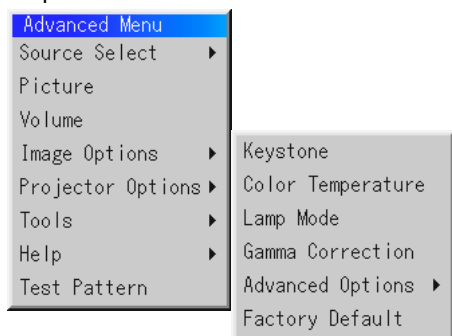 Advanced Menu
Source Select
Picture
Volume
Image Options
Projector Options
Tools
Help
Test Pattern
Keystone
Color Temperature
Lamp Mode
Gamma Correction
Advanced Options
Factory Default